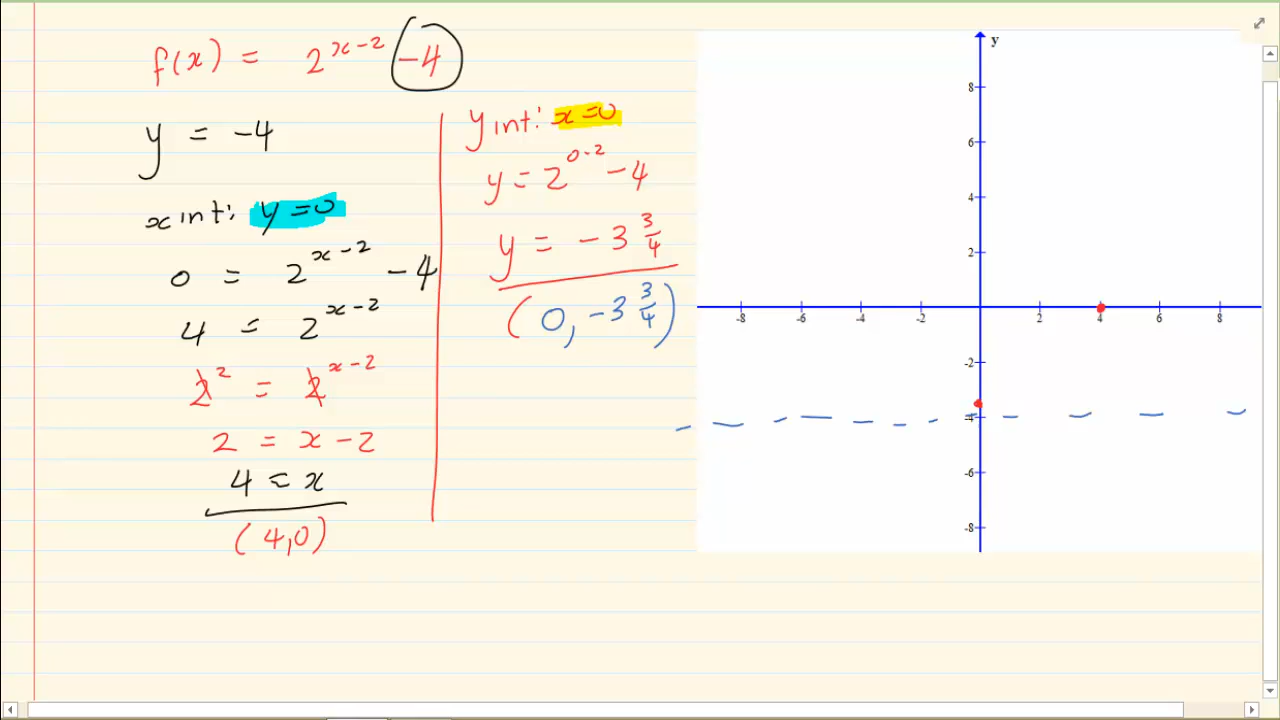 f(x) = 2^(x-2) -4
y = -4
x int: y=0
0 = 2^(x-2) -4
4 = 2^(x-2)
2^2 = 2^(x-2)
2 = x-2
4 = x
(4,0)
y int: x=0
y = 2^(0-2) -4
y = -3 3/4
(0, -3 3/4)
y
8
6
4
2
-8 -6 -4 -2 2 4 6 8
-2
-4
-6
-8